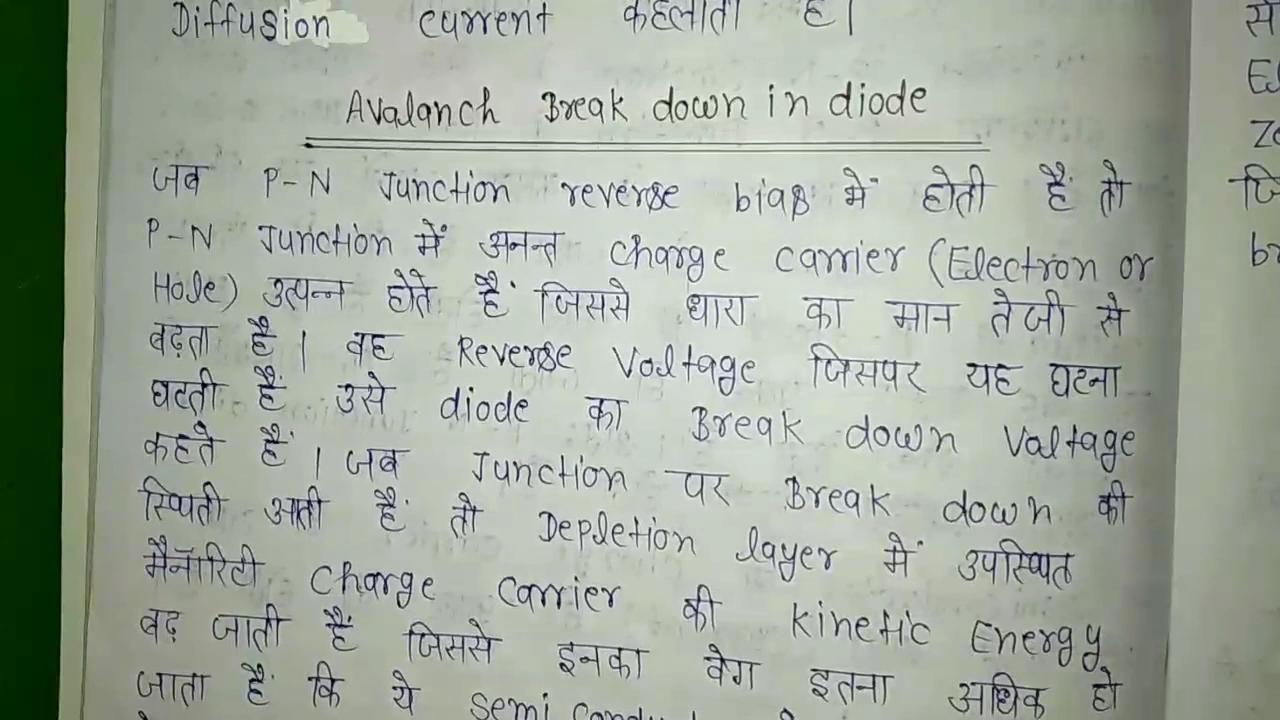 Diffusion current कहलाती है।
Avalanch Break down in diode
जब P-N Junction reverse bias में होती है तो
P-N Junction में अनन्त charge carrier (Electron or
Hole) उत्पन्न होते हैं जिससे धारा का मान तेजी से
बढ़ता है। वह Reverse Voltage जिसपर यह घटना
घटती है उसे diode का Break down Valtage
कहते हैं। जब Junction पर Break down की
स्थिती आती हैं तो Depletion layer में उपस्थित
मैनॉरिटी charge carrier की kinetic Energy
बढ़ जाती हैं जिससे इनका वेग इतना अधिक हो
जाता हैं कि ये
से
जि
br